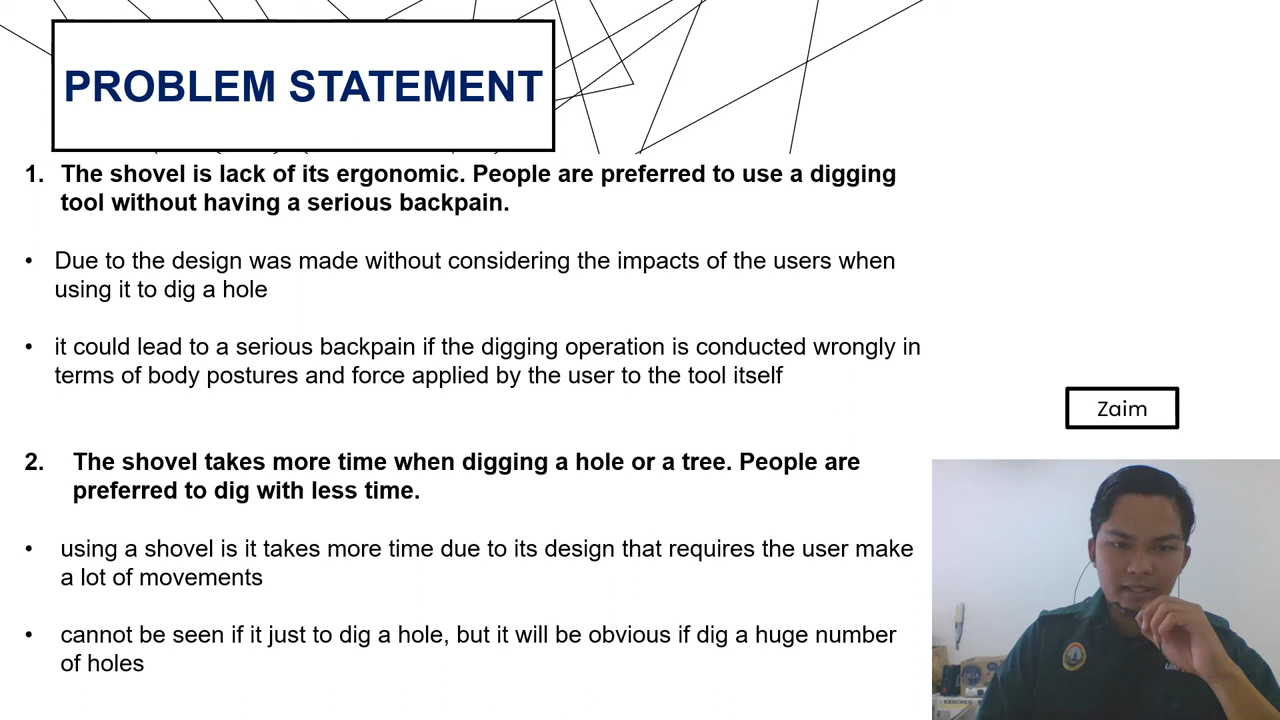 PROBLEM STATEMENT
1. The shovel is lack of its ergonomic. People are preferred to use a digging
tool without having a serious backpain.
• Due to the design was made without considering the impacts of the users when
using it to dig a hole
• it could lead to a serious backpain if the digging operation is conducted wrongly in
terms of body postures and force applied by the user to the tool itself
Zaim
2. The shovel takes more time when digging a hole or a tree. People are
preferred to dig with less time.
• using a shovel is it takes more time due to its design that requires the user make
a lot of movements
• cannot be seen if it just to dig a hole, but it will be obvious if dig a huge number
of holes